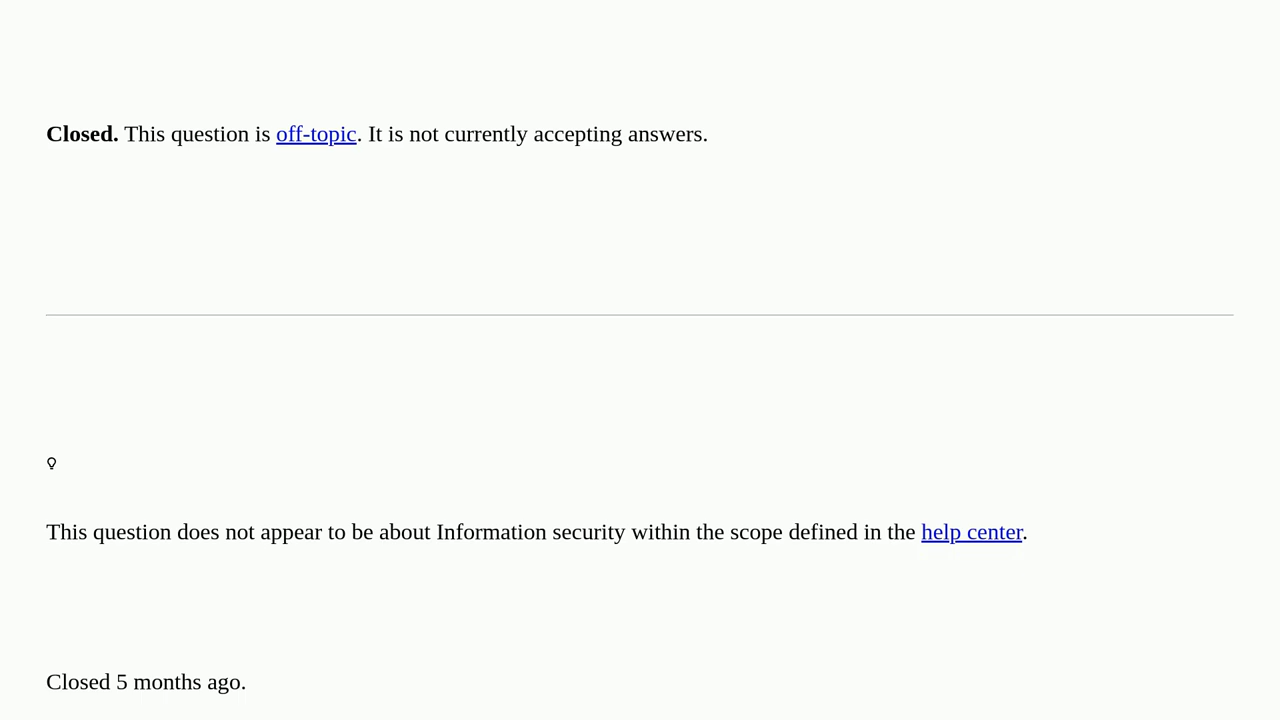 Closed. This question is off-topic. It is not currently accepting answers.
This question does not appear to be about Information security within the scope defined in the help center.
Closed 5 months ago.